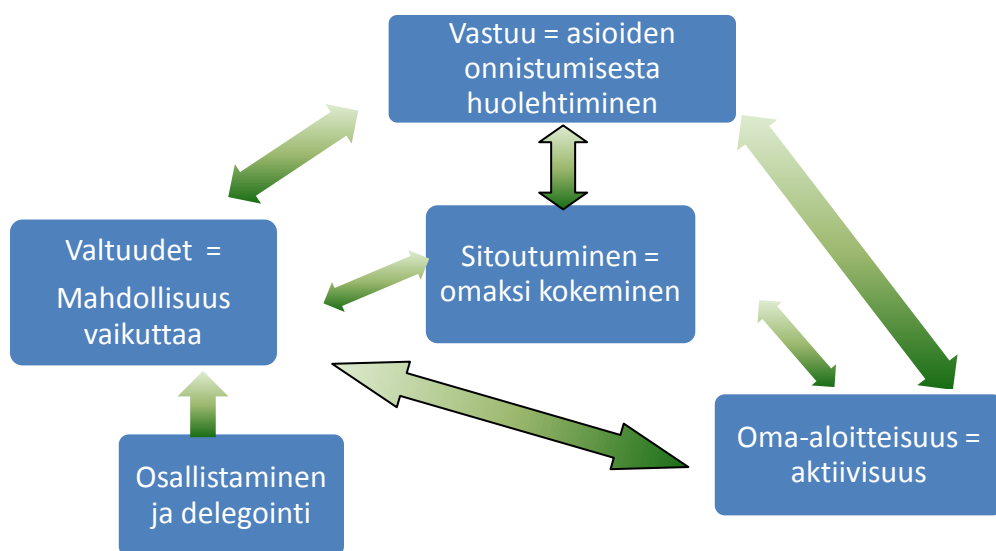 Vastuu = asioiden
onnistumisesta
huolehtiminen
Valtuudet =
Mahdollisuus
vaikuttaa
Sitoutuminen =
omaksi kokeminen
Osallistaminen
ja delegointi
Oma-aloitteisuus =
aktiivisuus